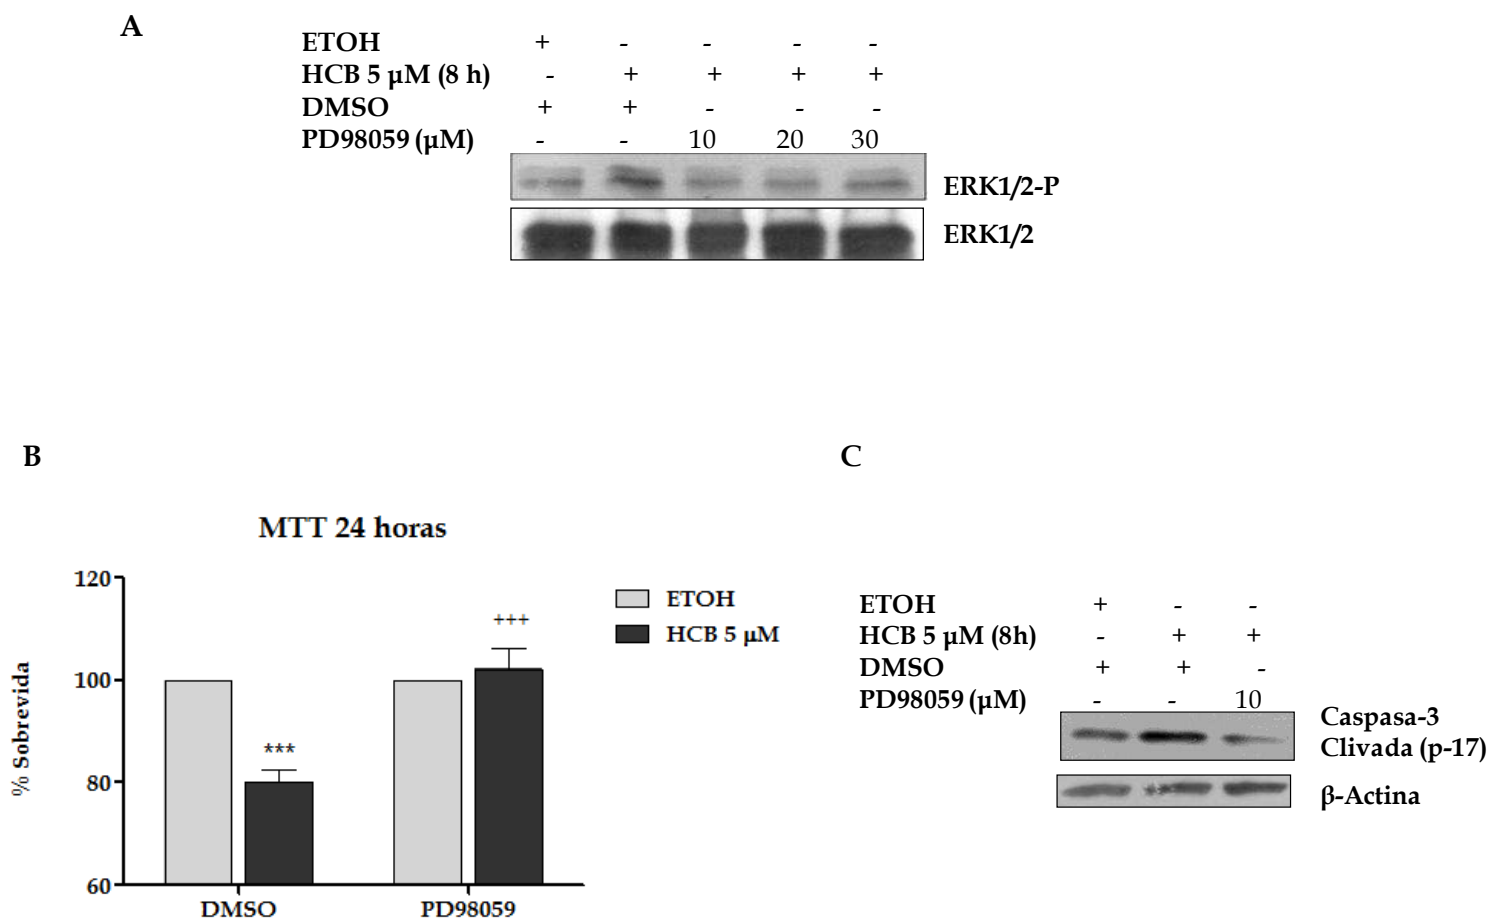 A
ETOH + - - - -
HCB 5 µM (8 h) - + + + +
DMSO + + - - -
PD98059 (µM) - - 10 20 30
ERK1/2-P
ERK1/2
B
MTT 24 horas
120
100
80
60
% Sobrevida
***
+++
DMSO
PD98059
ETOH
HCB 5 µM
C
ETOH + - -
HCB 5 µM (8h) - + +
DMSO + + -
PD98059 (µM) - - 10
Caspasa-3
Clivada (p-17)
β-Actina